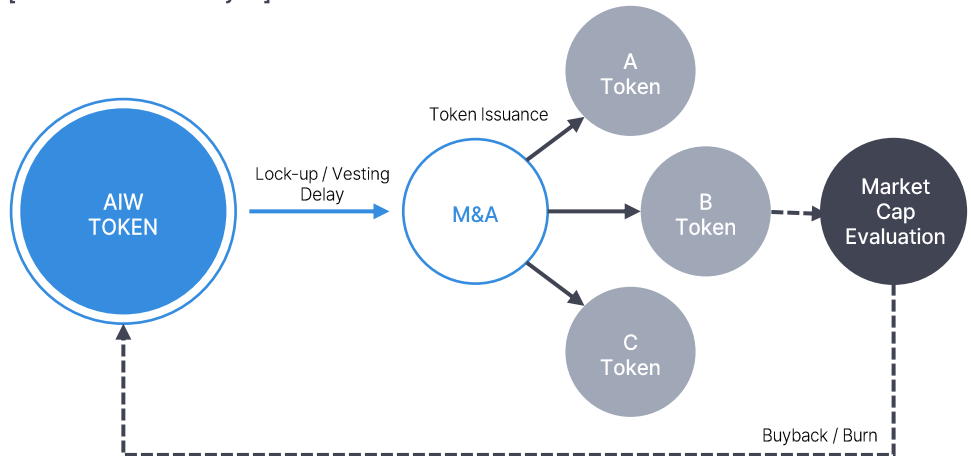 AIW
TOKEN
Lock-up / Vesting
Delay
M&A
Token Issuance
A
Token
B
Token
C
Token
Market
Cap
Evaluation
Buyback / Burn